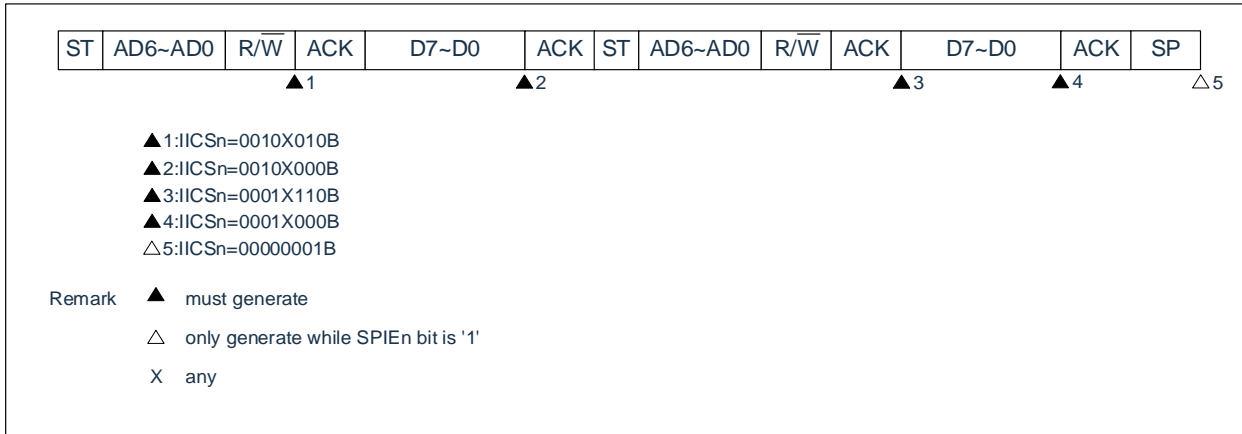 ST AD6~AD0 R/W̅ ACK D7~D0 ACK ST AD6~AD0 R/W̅ ACK D7~D0 ACK SP
▲1 ▲2 ▲3 ▲4 △5
▲1:IICSn=0010X010B
▲2:IICSn=0010X000B
▲3:IICSn=0001X110B
▲4:IICSn=0001X000B
△5:IICSn=00000001B
Remark ▲ must generate
△ only generate while SPIEn bit is '1'
X any